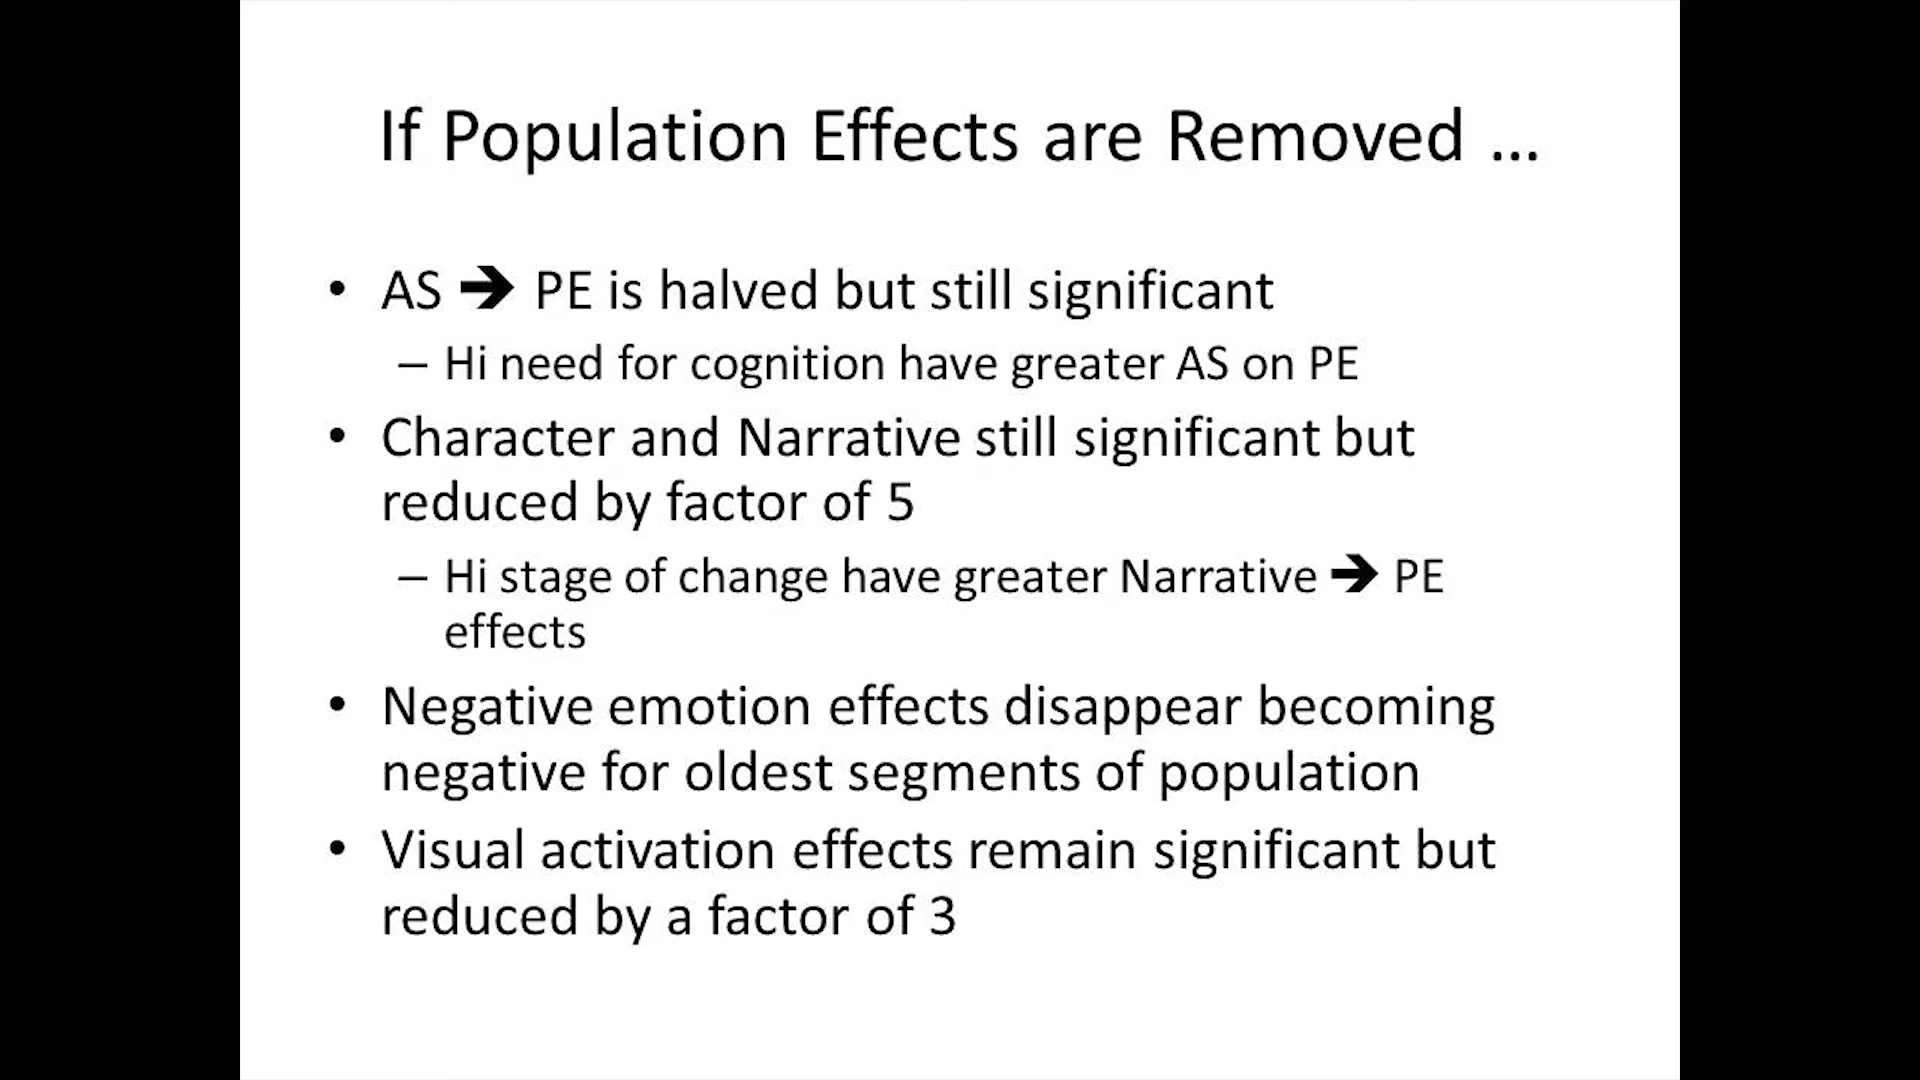 If Population Effects are Removed ...
• AS ➔ PE is halved but still significant
– Hi need for cognition have greater AS on PE
• Character and Narrative still significant but
reduced by factor of 5
– Hi stage of change have greater Narrative ➔ PE
effects
• Negative emotion effects disappear becoming
negative for oldest segments of population
• Visual activation effects remain significant but
reduced by a factor of 3